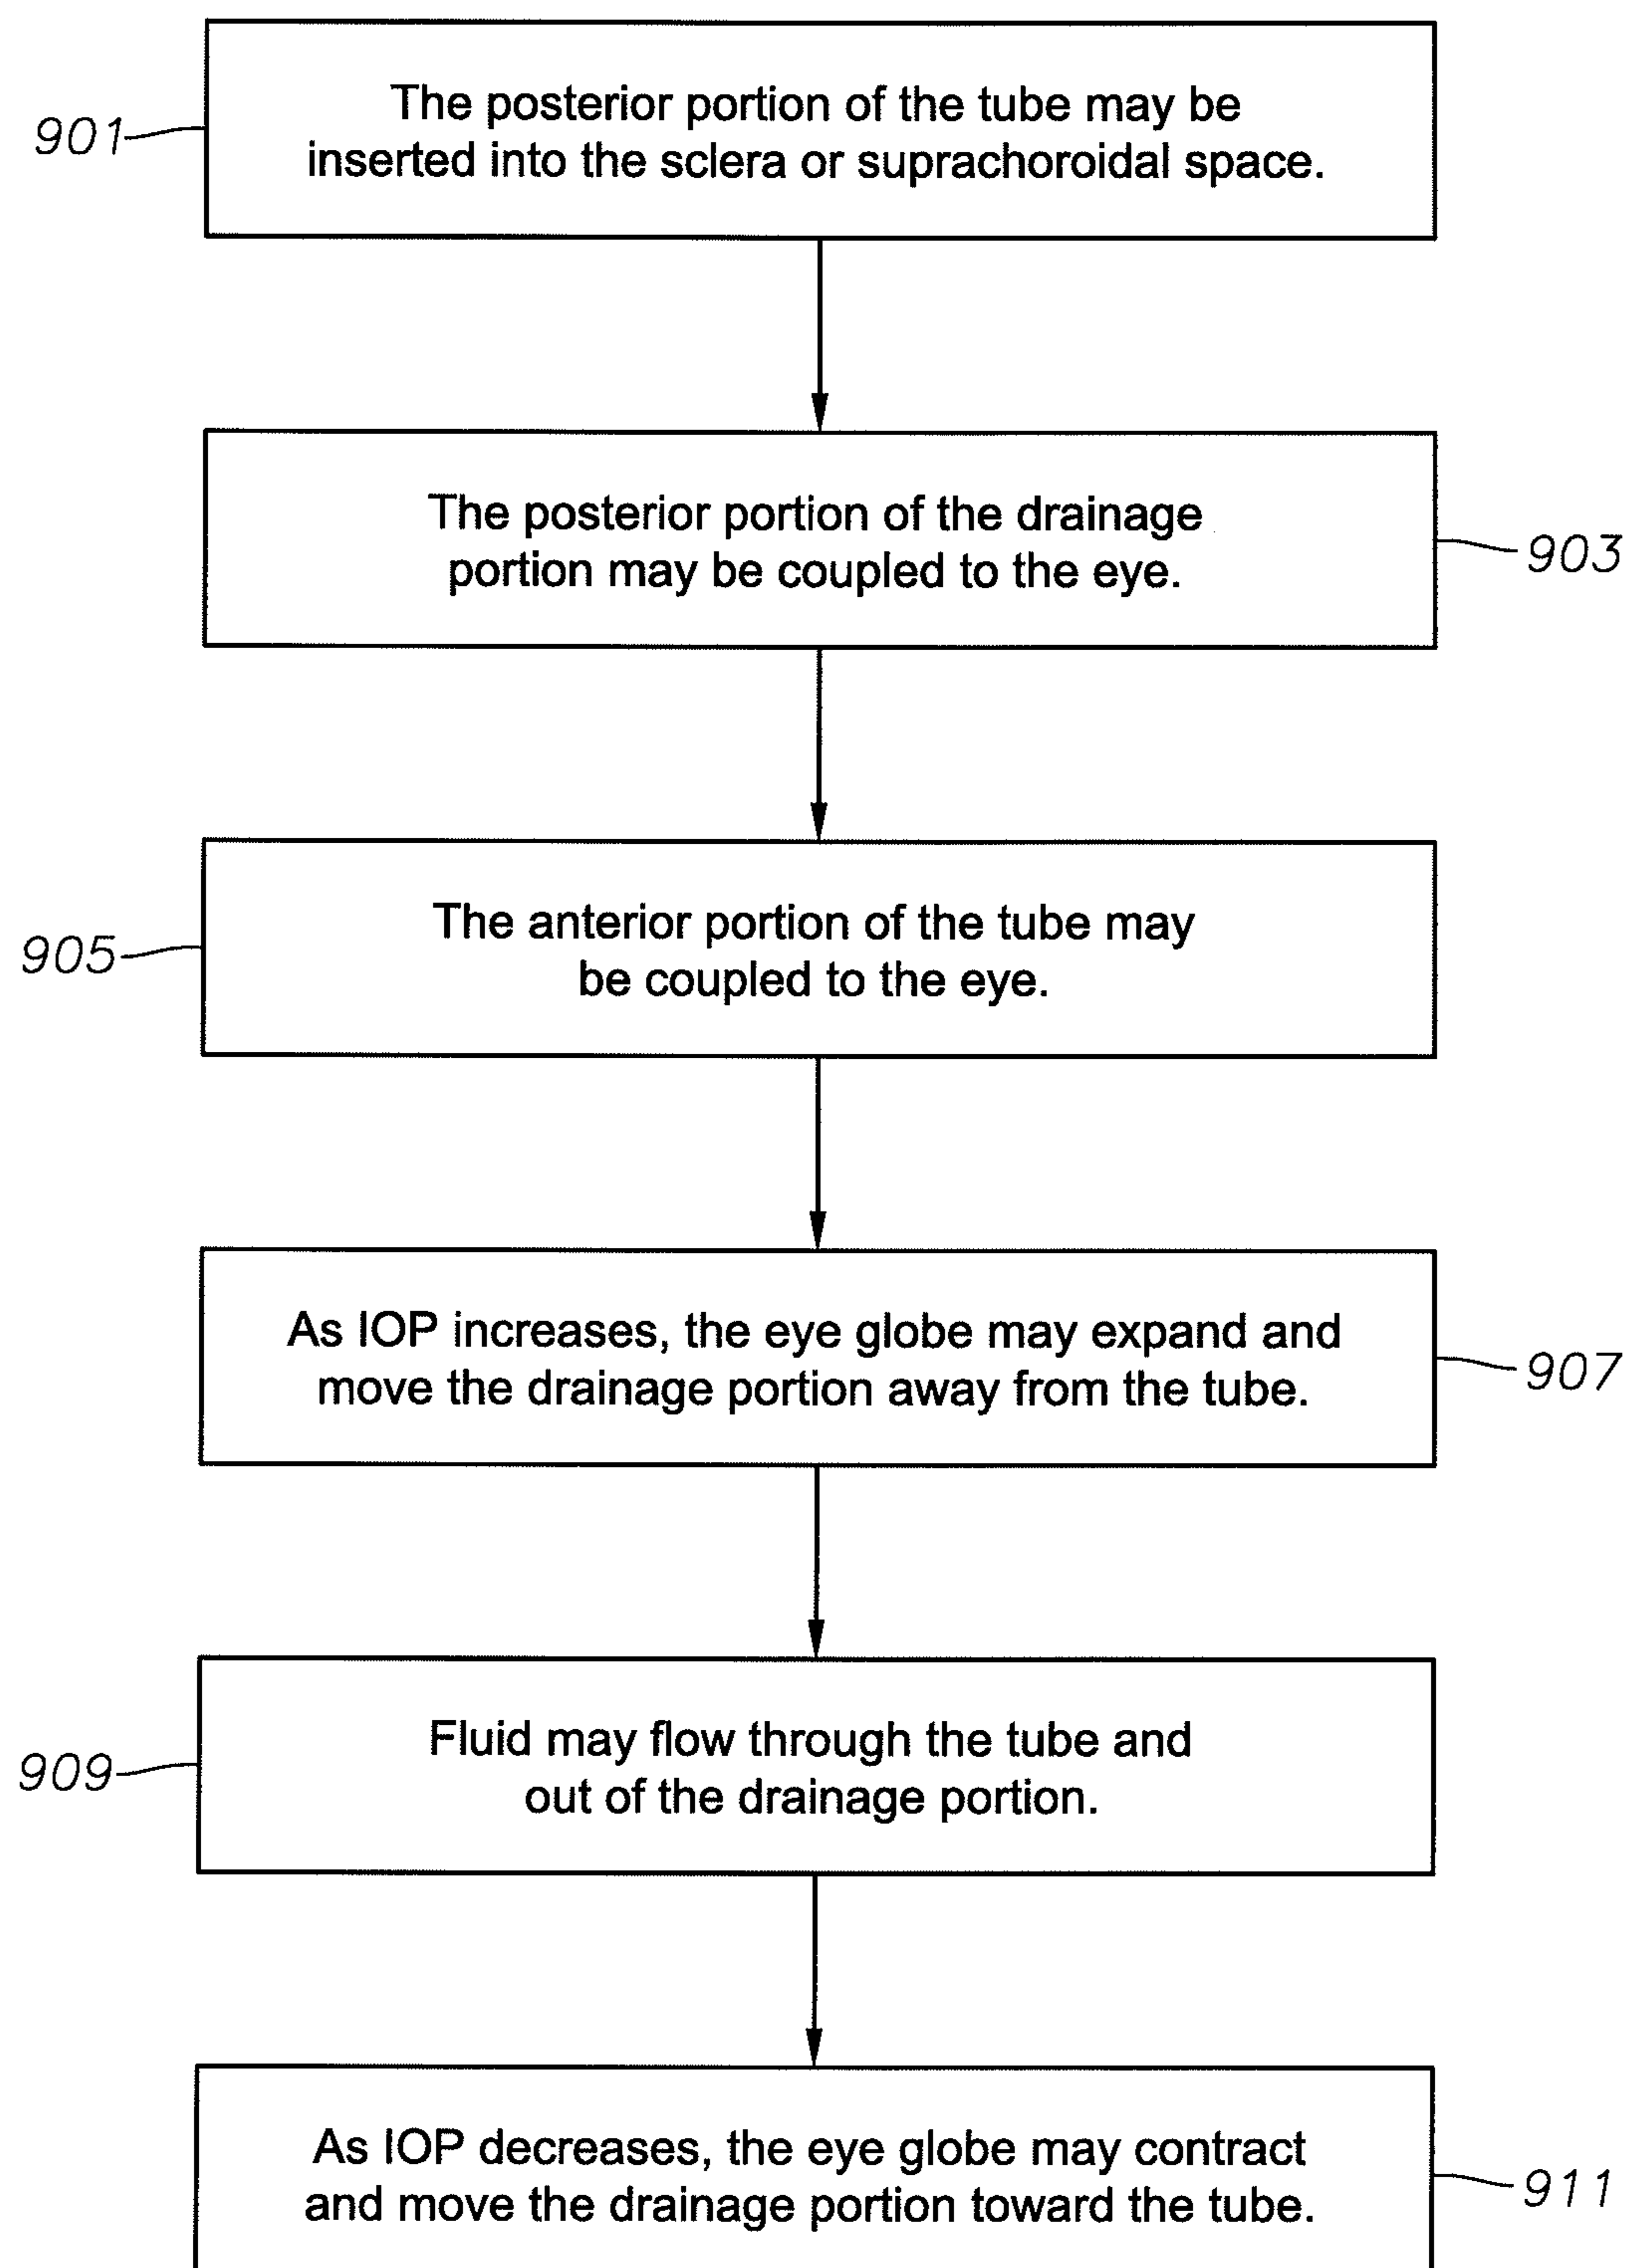 The posterior portion of the tube may be
inserted into the sclera or suprachoroidal space.
901
The posterior portion of the drainage
portion may be coupled to the eye.
903
The anterior portion of the tube may
be coupled to the eye.
905
As IOP increases, the eye globe may expand and
move the drainage portion away from the tube.
907
Fluid may flow through the tube and
out of the drainage portion.
909
As IOP decreases, the eye globe may contract
and move the drainage portion toward the tube.
911